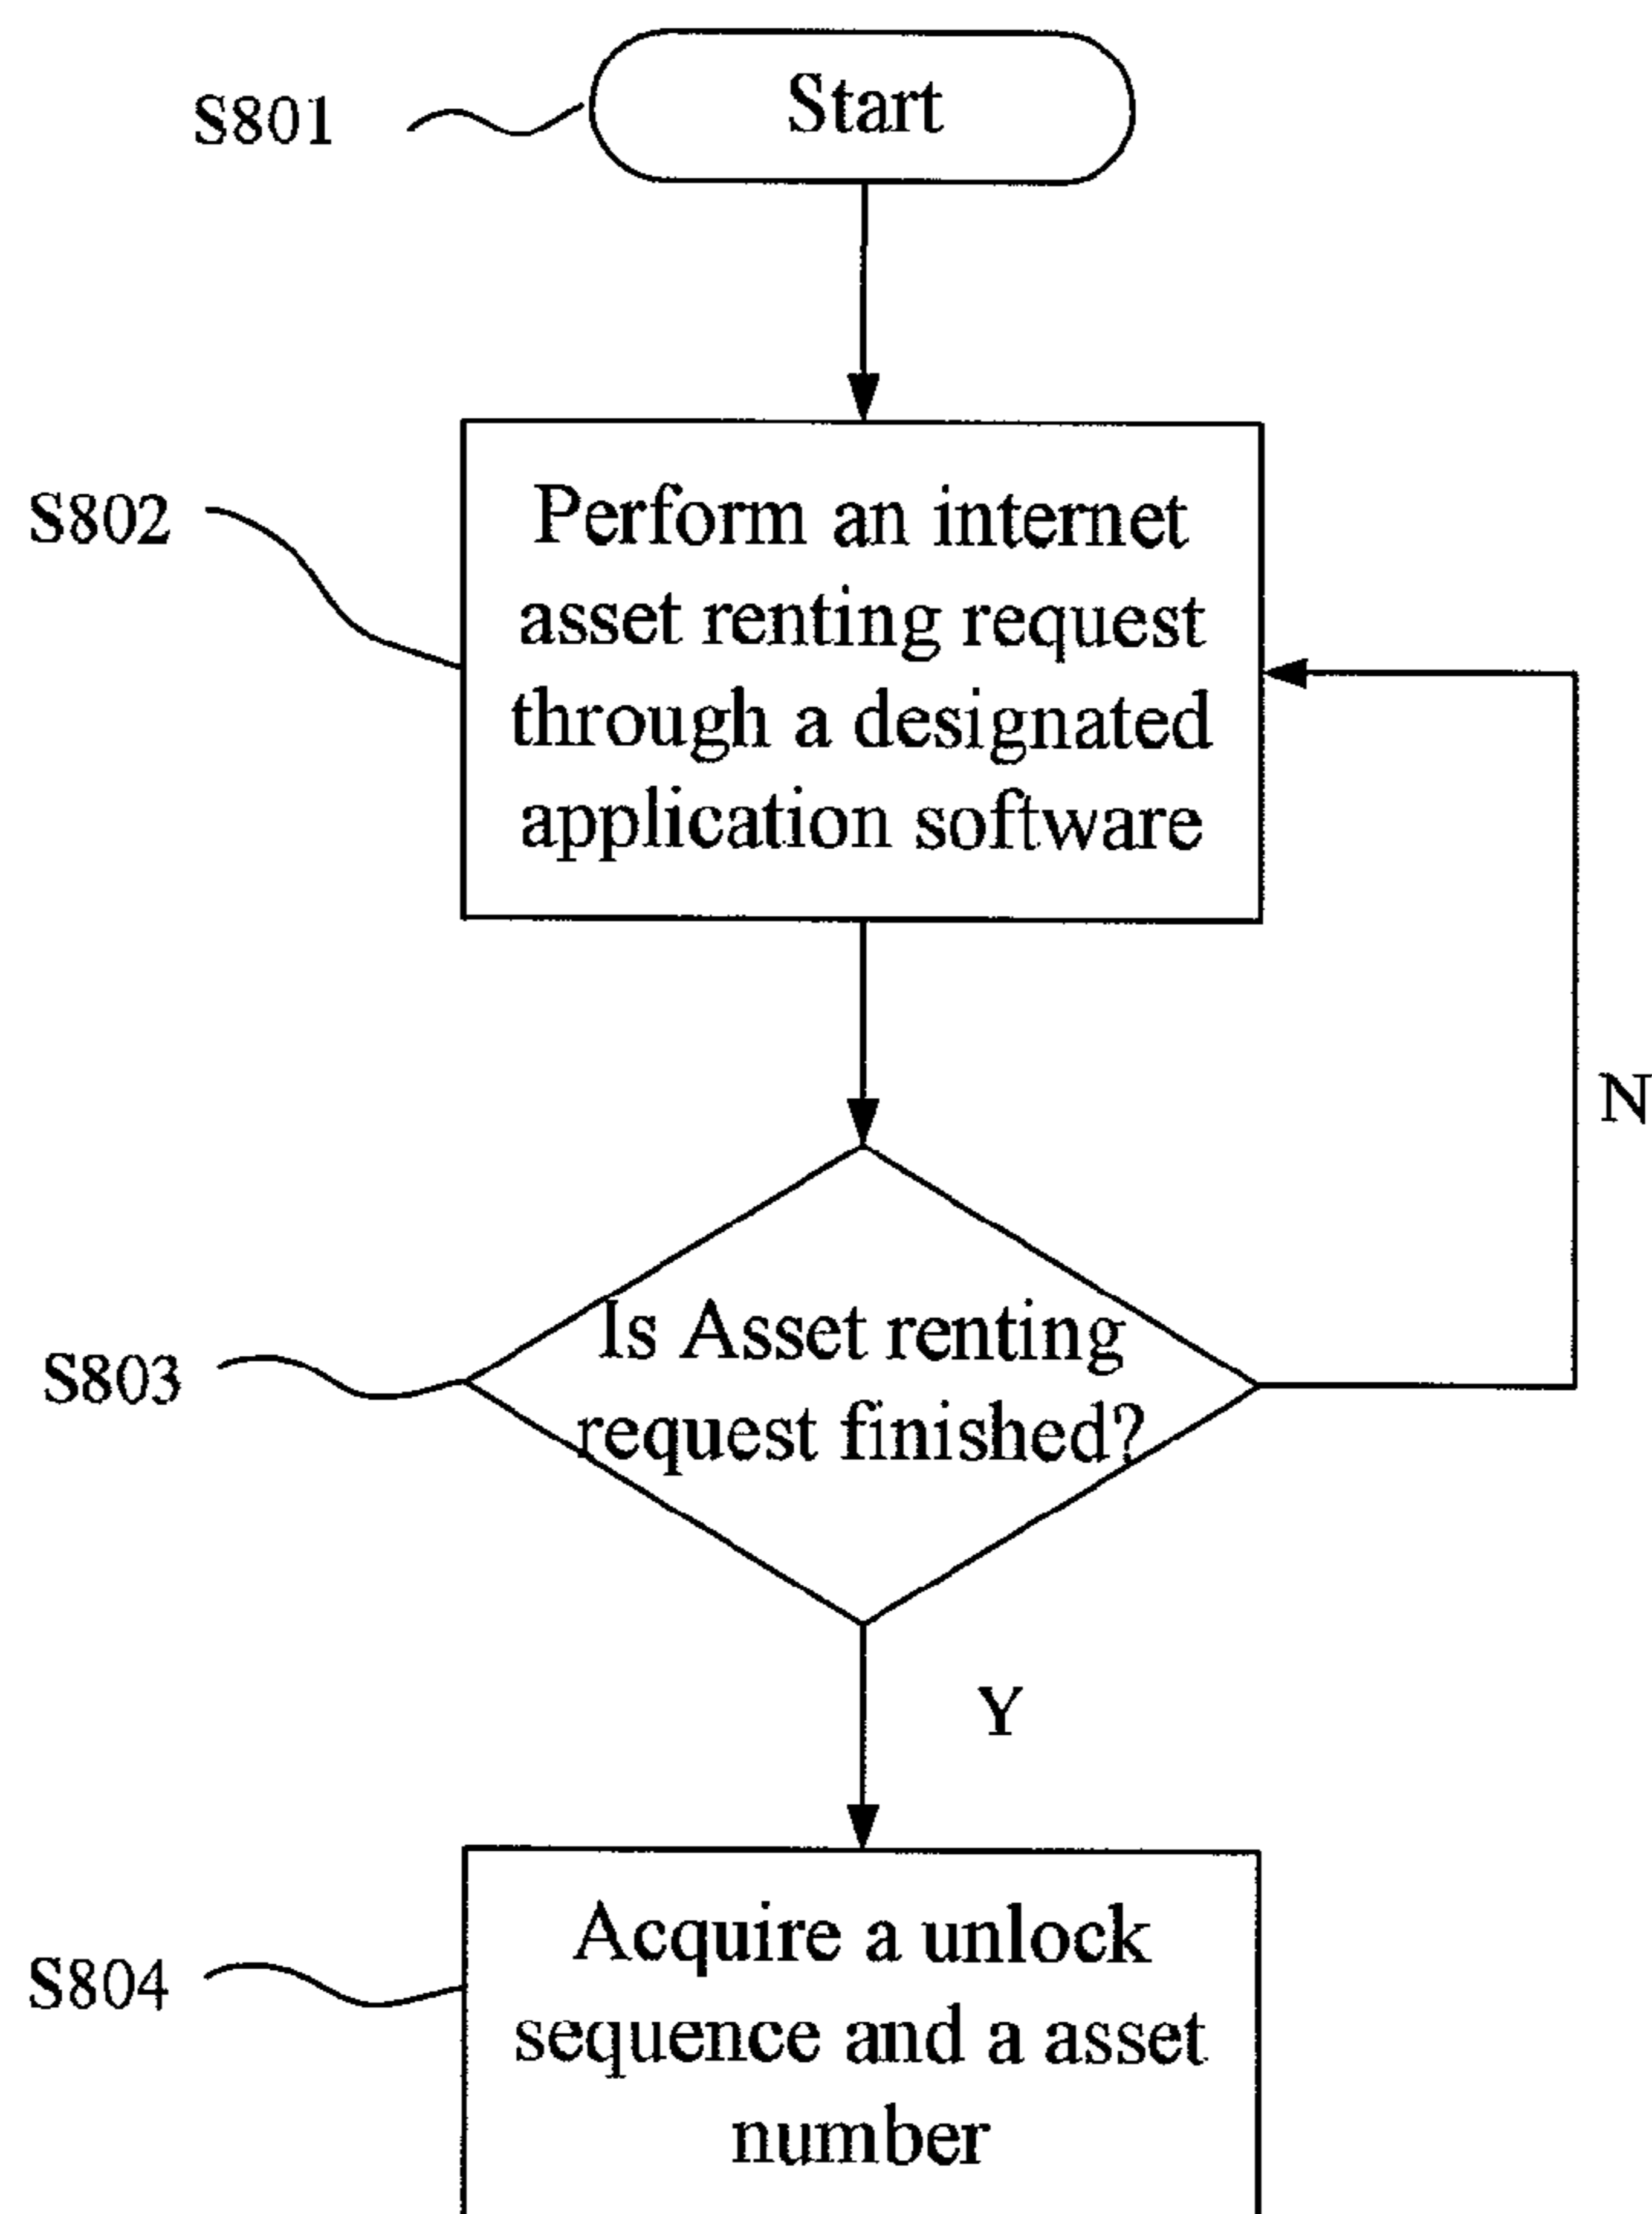 Start
S801
Perform an internet
asset renting request
through a designated
application software
S802
N
Is Asset renting
request finished?
S803
Y
Acquire a unlock
sequence and a asset
number
S804